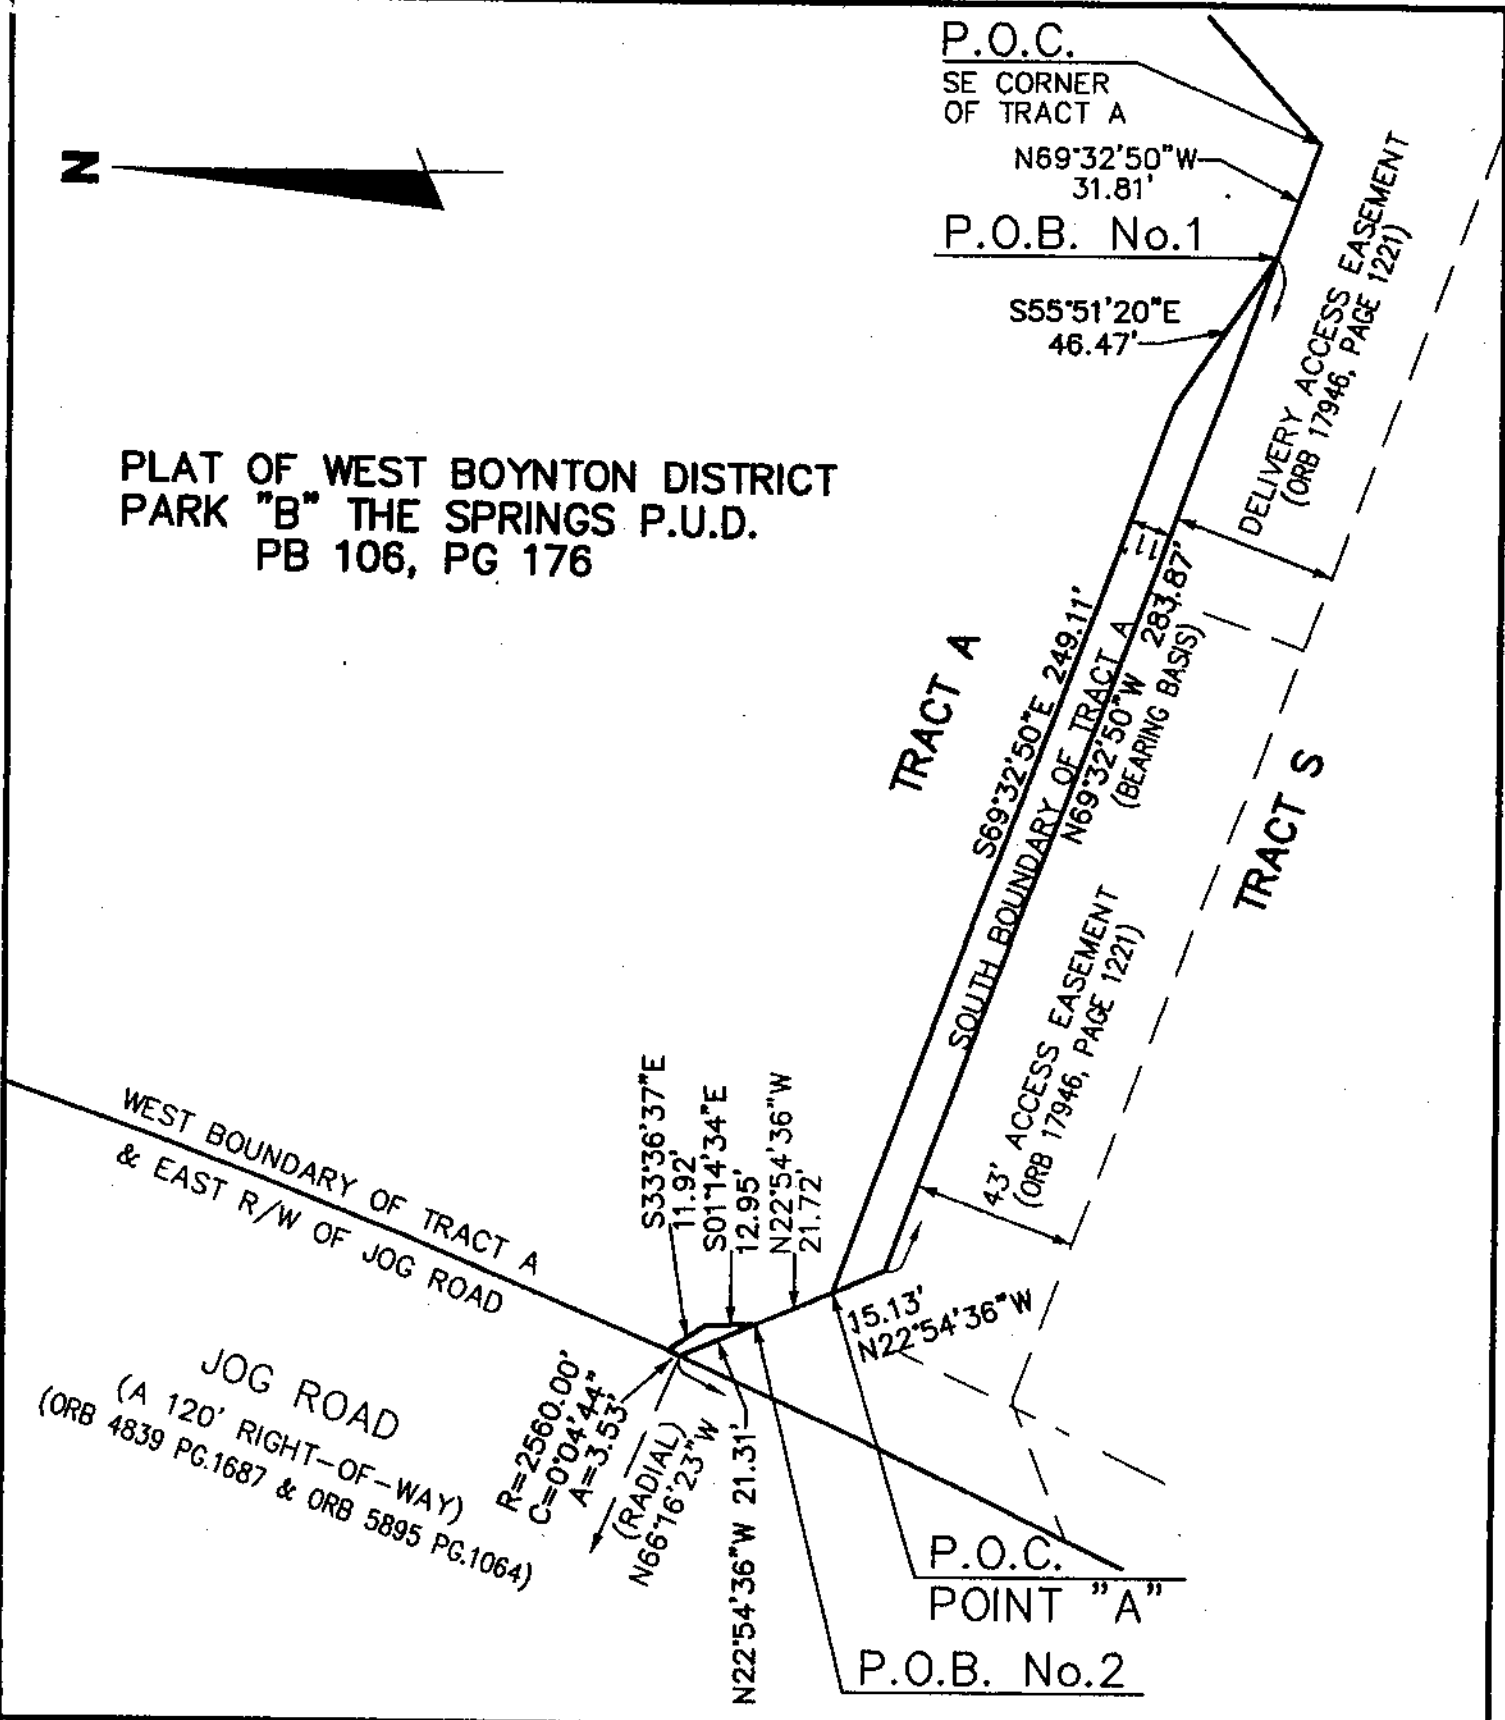 P.O.C.
SE CORNER
OF TRACT A
N
N69°32'50"W
31.81'
P.O.B. No.1
S55°51'20"E
46.47'
DELIVERY ACCESS EASEMENT
(ORB 17946, PAGE 1221)
PLAT OF WEST BOYNTON DISTRICT
PARK "B" THE SPRINGS P.U.D.
PB 106, PG 176
11'
TRACT A
S69°32'50"E 249.11'
SOUTH BOUNDARY OF TRACT A
N69°32'50"W 283.87'
(BEARING BASIS)
TRACT S
43' ACCESS EASEMENT
(ORB 17946, PAGE 1221)
WEST BOUNDARY OF TRACT A
& EAST R/W OF JOG ROAD
S33°36'37"E
11.92'
S01°14'34"E
12.95'
N22°54'36"W
21.72'
15.13'
N22°54'36"W
JOG ROAD
(A 120' RIGHT-OF-WAY)
(ORB 4839 PG.1687 & ORB 5895 PG.1064)
R=2560.00'
C=0°04'44"
A=3.53'
(RADIAL)
N66°16'23"W
N22°54'36"W 21.31'
P.O.C.
POINT "A"
P.O.B. No.2